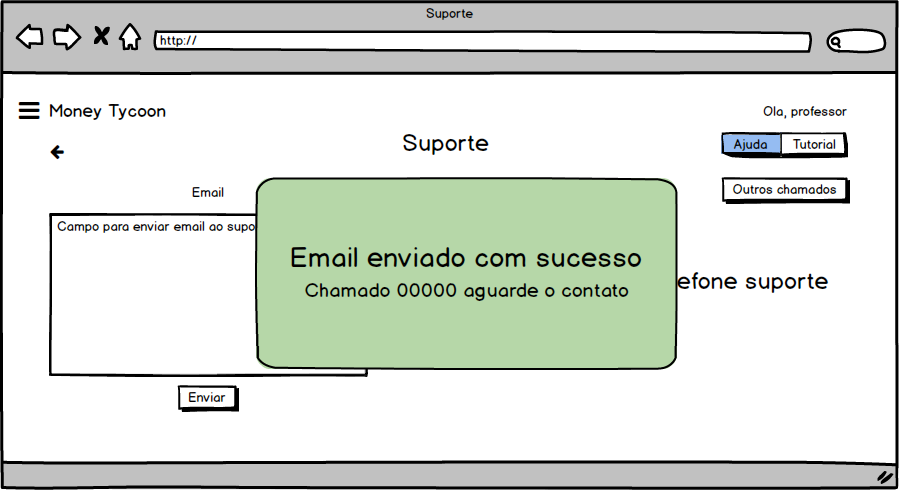 Suporte
http://
Money Tycoon
Ola, professor
Suporte
Ajuda
Tutorial
Email
Outros chamados
Campo para enviar email ao supo
Email enviado com sucesso
Chamado 00000 aguarde o contato
efone suporte
Enviar